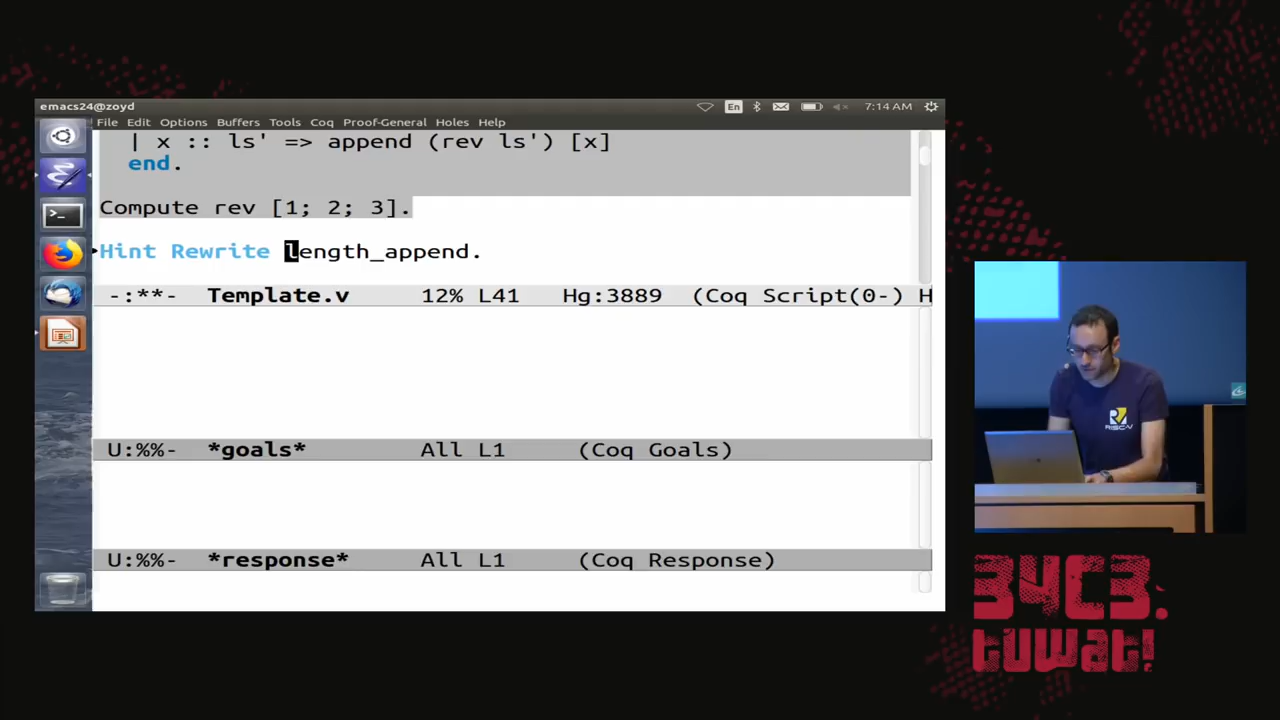 emacs24@zoyd
En
7:14 AM
File Edit Options Buffers Tools Coq Proof-General Holes Help
| x :: ls' => append (rev ls') [x]
end.
Compute rev [1; 2; 3].
Hint Rewrite length_append.
-:**- Template.v 12% L41 Hg:3889 (Coq Script(0-) H
U:%%- *goals* All L1 (Coq Goals)
U:%%- *response* All L1 (Coq Response)
RISC-V
34C3.
tuwat!